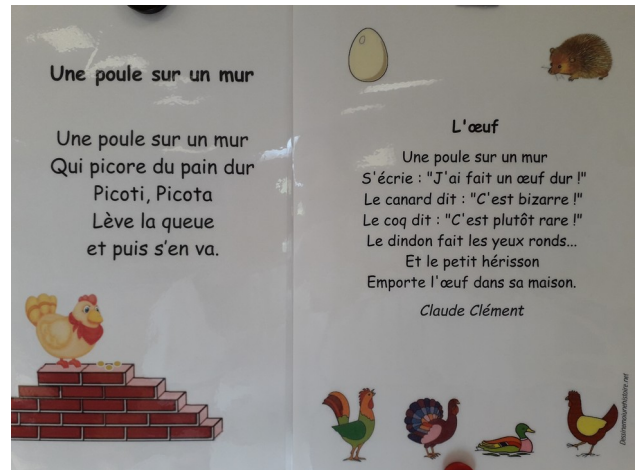 Une poule sur un mur
Une poule sur un mur
Qui picore du pain dur
Picoti, Picota
Lève la queue
et puis s'en va.
L'œuf
Une poule sur un mur
S'écrie : "J'ai fait un œuf dur !"
Le canard dit : "C'est bizarre !"
Le coq dit : "C'est plutôt rare !"
Le dindon fait les yeux ronds...
Et le petit hérisson
Emporte l'œuf dans sa maison.
Claude Clément
Dessinemoiunehistoire.net